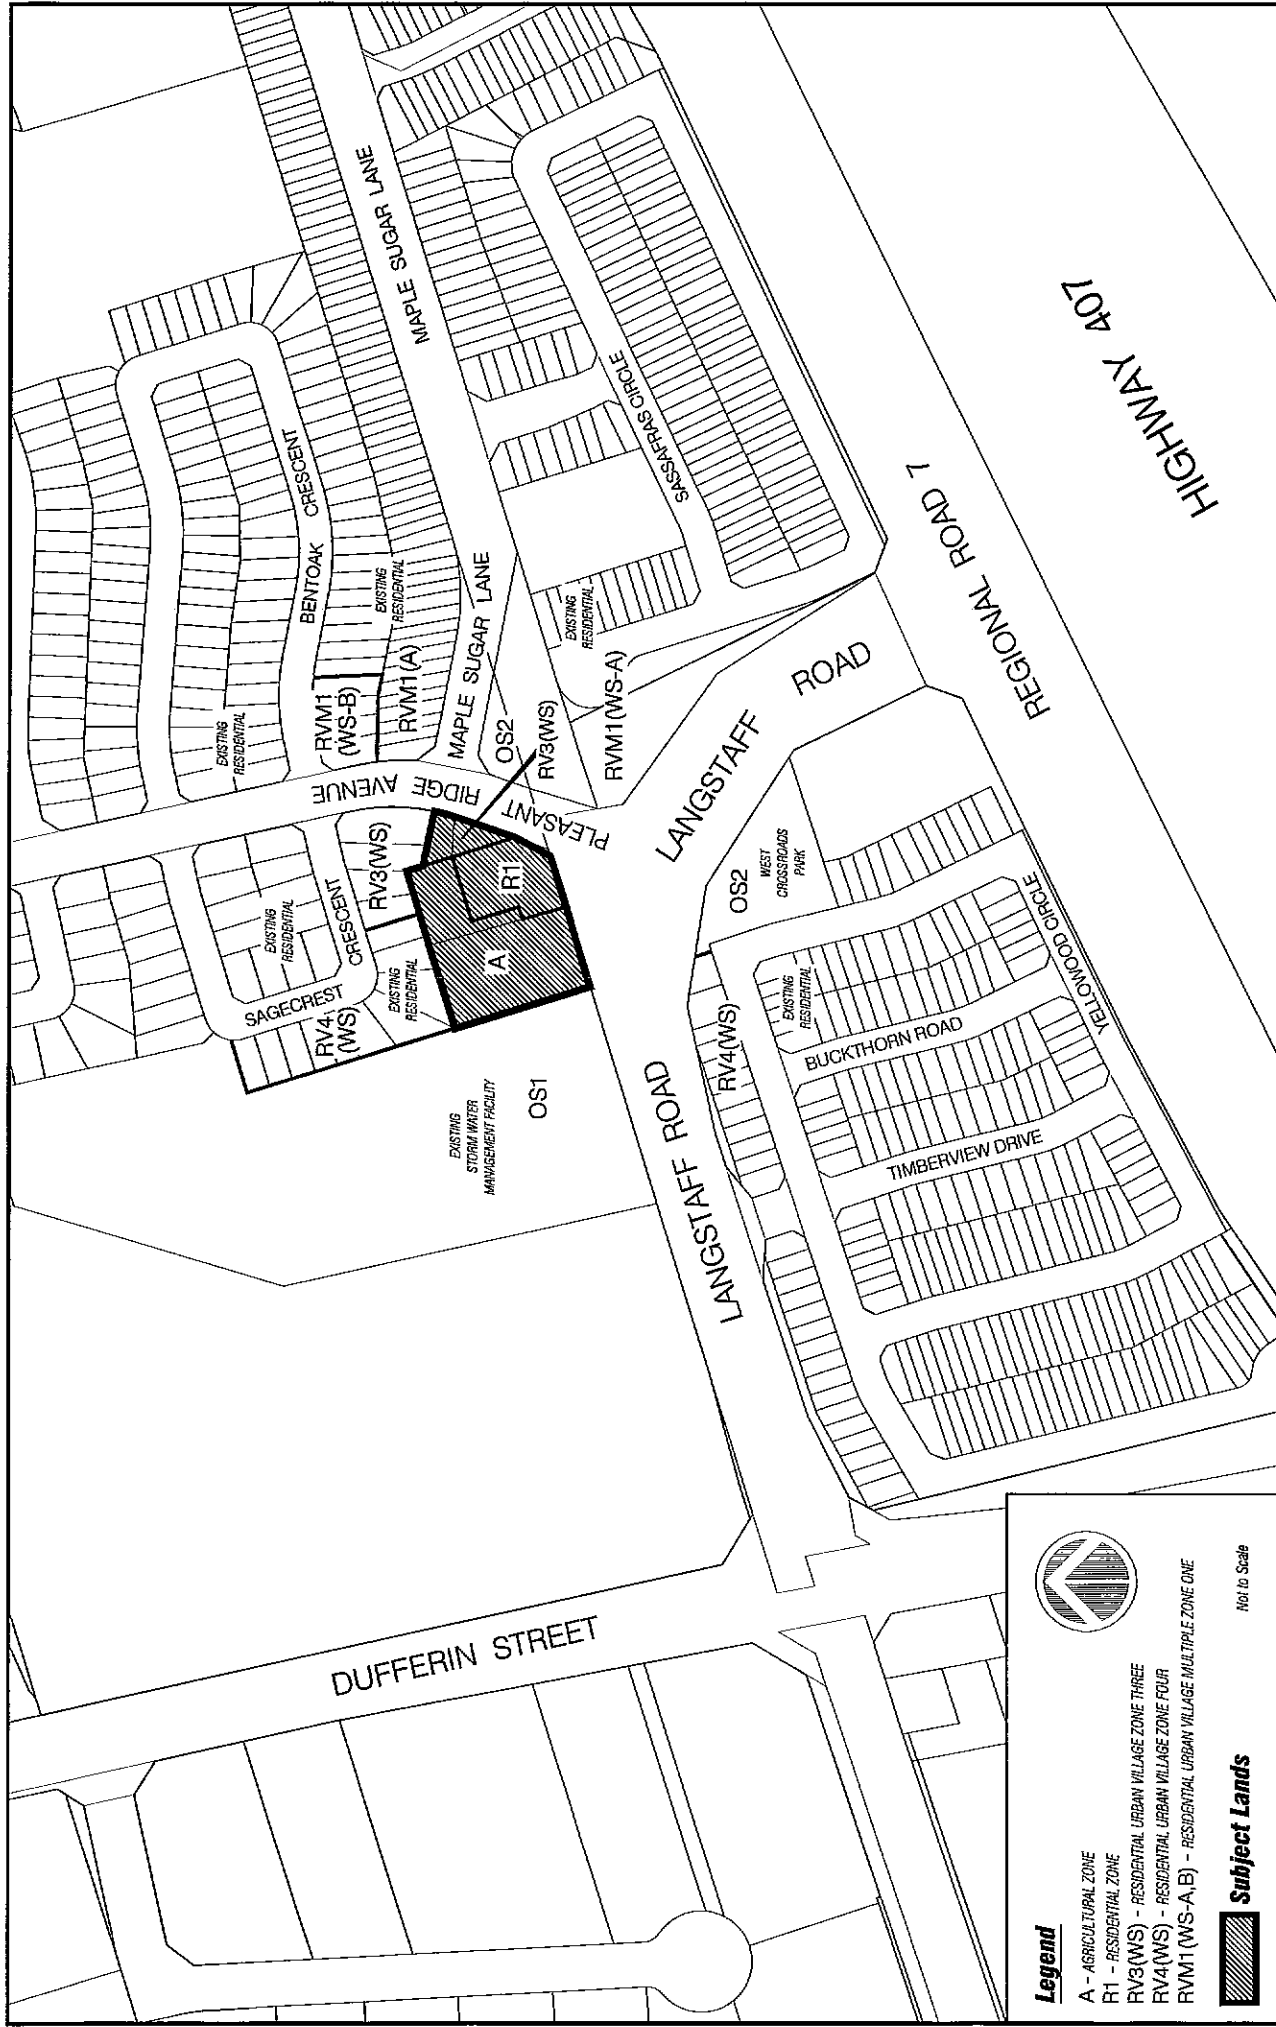 MAPLE SUGAR LANE
BENTOAK CRESCENT
SASSAFRAS CIRCLE
HIGHWAY 407
REGIONAL ROAD 7
EXISTING
RESIDENTIAL
EXISTING
RESIDENTIAL
EXISTING
RESIDENTIAL
RVM1
(WS-B)
RVM1(A)
MAPLE SUGAR LANE
OS2
RV3(WS)
RVM1(WS-A)
PLEASANT RIDGE AVENUE
LANGSTAFF ROAD
RV3(WS)
R1
A
EXISTING
RESIDENTIAL
SAGECREST CRESCENT
EXISTING
RESIDENTIAL
RV4
(WS)
EXISTING
STORM WATER
MANAGEMENT FACILITY
OS1
OS2
WEST
CROSSROADS
PARK
LANGSTAFF ROAD
RV4(WS)
EXISTING
RESIDENTIAL
BUCKTHORN ROAD
YELLOWOOD CIRCLE
TIMBERVIEW DRIVE
DUFFERIN STREET
Legend
A - AGRICULTURAL ZONE
R1 - RESIDENTIAL ZONE
RV3(WS) - RESIDENTIAL URBAN VILLAGE ZONE THREE
RV4(WS) - RESIDENTIAL URBAN VILLAGE ZONE FOUR
RVM1(WS-A,B) - RESIDENTIAL URBAN VILLAGE MULTIPLE ZONE ONE
Subject Lands
Not to Scale